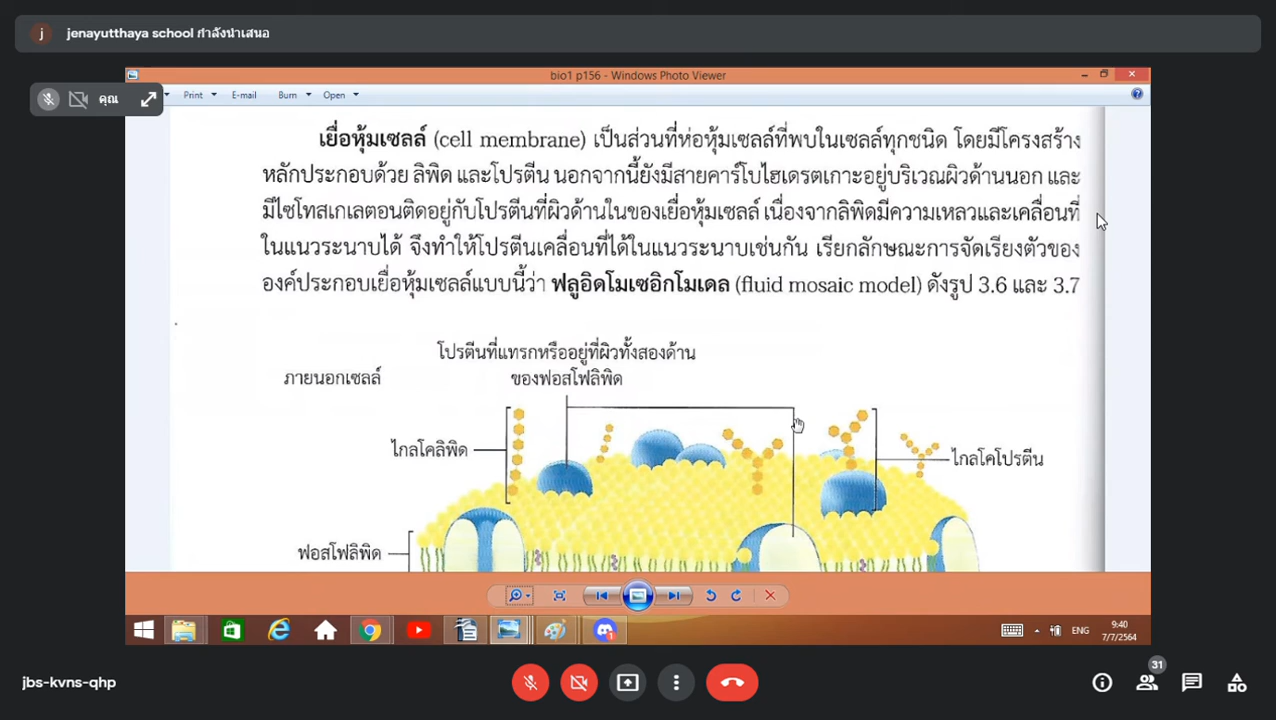 j jenayutthaya school กำลังนำเสนอ
bio1 p156 - Windows Photo Viewer
คุณ
Print E-mail Burn Open
เยื่อหุ้มเซลล์ (cell membrane) เป็นส่วนที่ห่อหุ้มเซลล์ที่พบในเซลล์ทุกชนิด โดยมีโครงสร้าง
หลักประกอบด้วย ลิพิด และโปรตีน นอกจากนี้ยังมีสายคาร์โบไฮเดรตเกาะอยู่บริเวณผิวด้านนอก และ
มีไซโทสเกเลตอนติดอยู่กับโปรตีนที่ผิวด้านในของเยื่อหุ้มเซลล์ เนื่องจากลิพิดมีความเหลวและเคลื่อนที่
ในแนวระนาบได้ จึงทำให้โปรตีนเคลื่อนที่ได้ในแนวระนาบเช่นกัน เรียกลักษณะการจัดเรียงตัวของ
องค์ประกอบเยื่อหุ้มเซลล์แบบนี้ว่า ฟลูอิดโมเซอิกโมเดล (fluid mosaic model) ดังรูป 3.6 และ 3.7
โปรตีนที่แทรกหรืออยู่ที่ผิวทั้งสองด้าน
ของฟอสโฟลิพิด
ภายนอกเซลล์
ไกลโคลิพิด
ไกลโคโปรตีน
ฟอสโฟลิพิด
ENG
9:40
7/7/2564
jbs-kvns-qhp
31